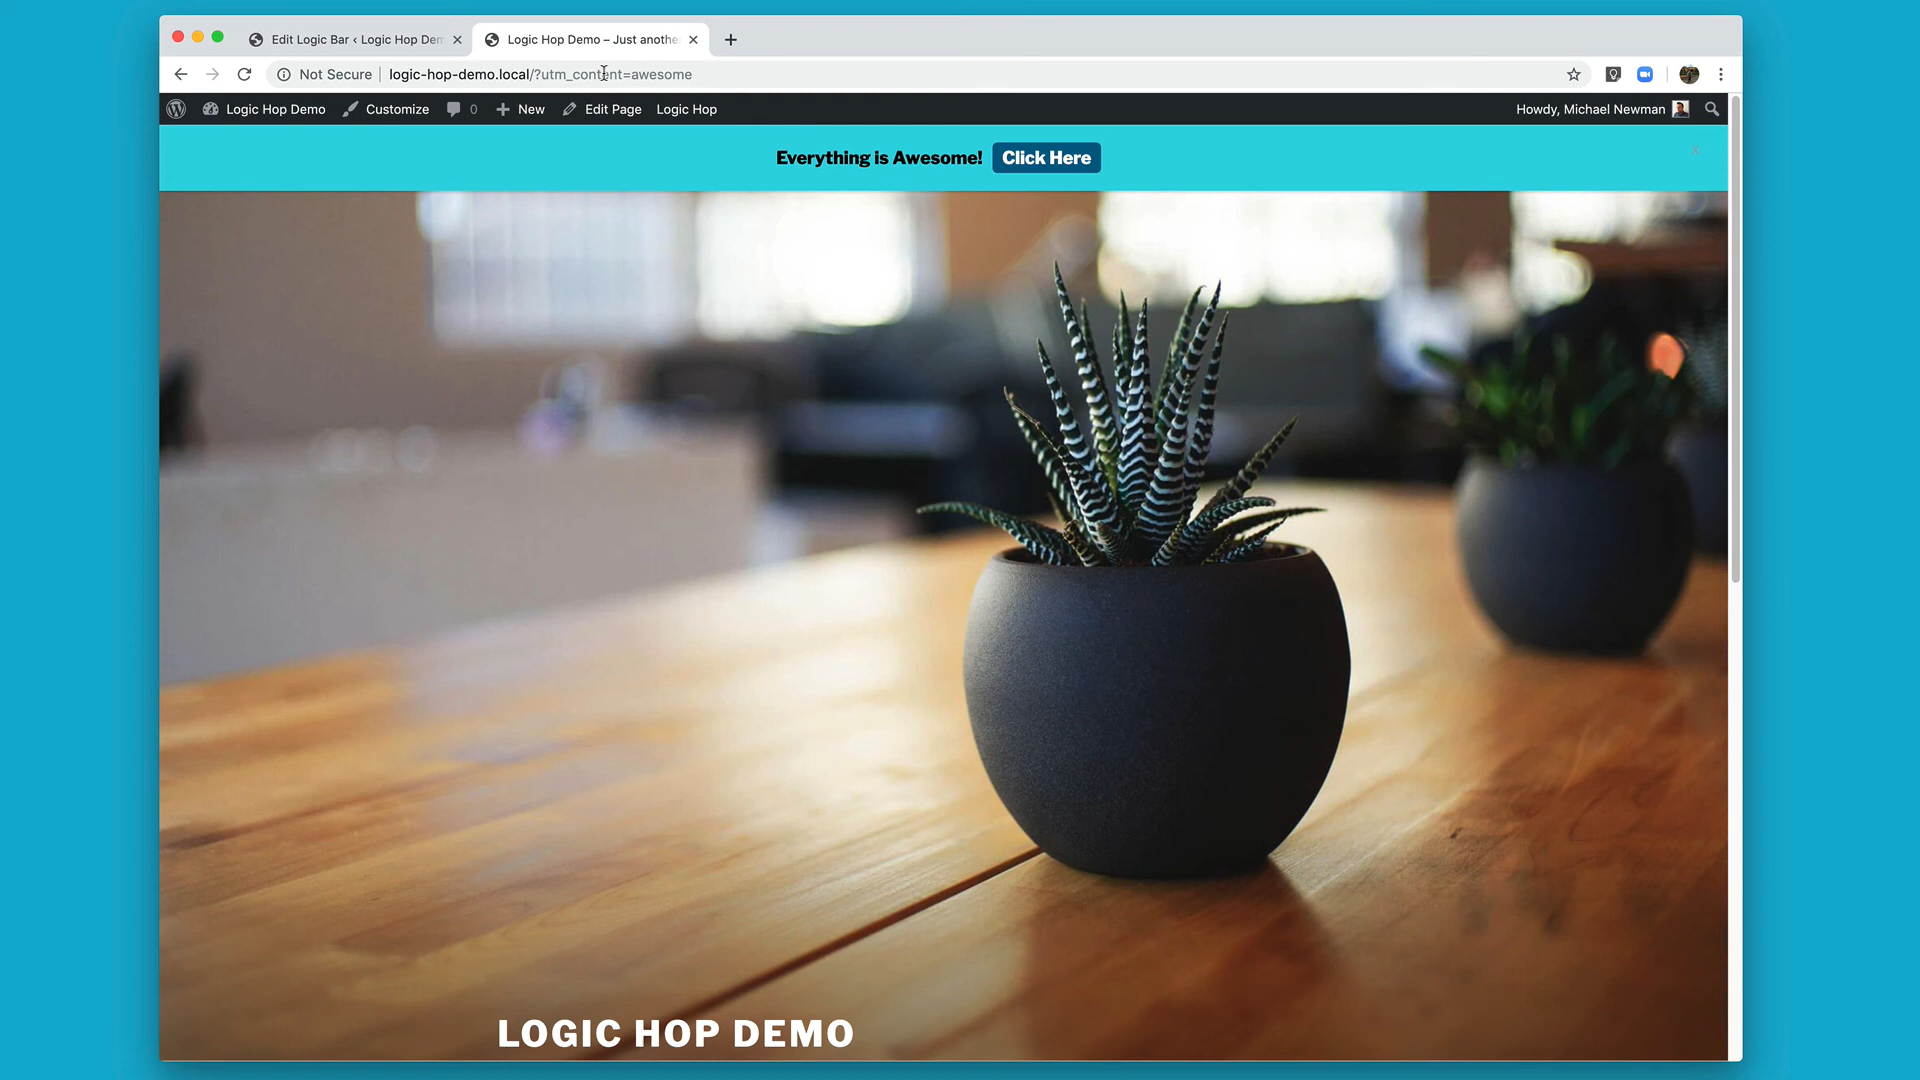 Edit Logic Bar ‹ Logic Hop Dem
Logic Hop Demo – Just anothe
Not Secure
logic-hop-demo.local/?utm_content=awesome
Logic Hop Demo
Customize
0
New
Edit Page
Logic Hop
Howdy, Michael Newman
Everything is Awesome!
Click Here
x
LOGIC HOP DEMO